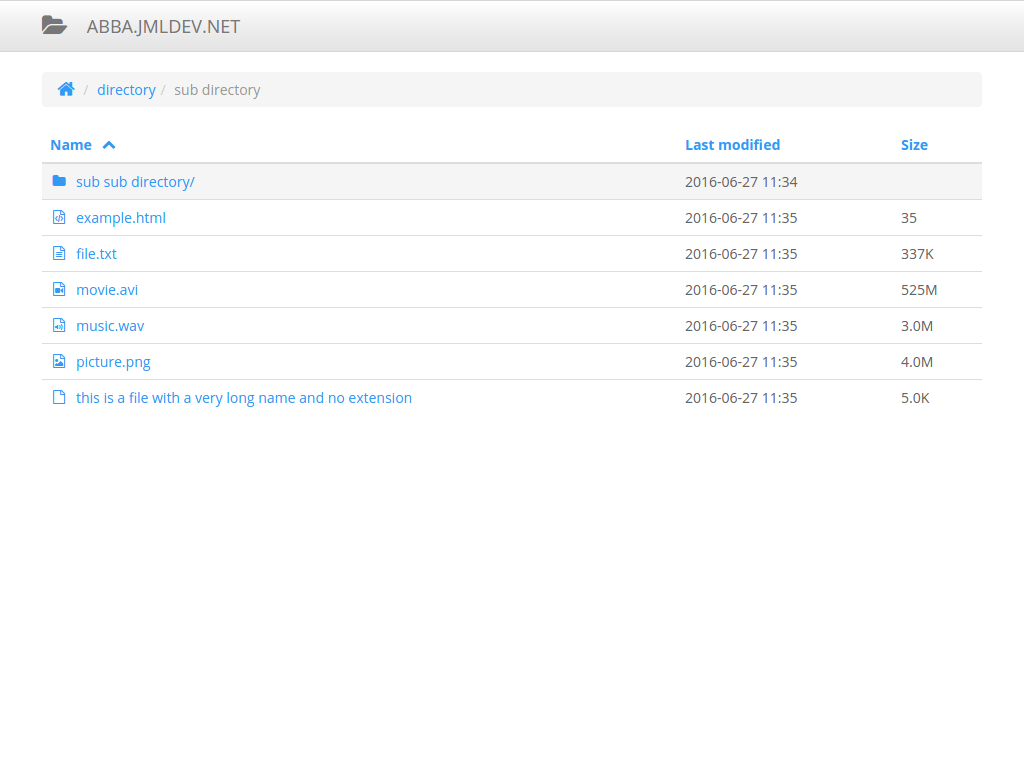 ABBA.JMLDEV.NET
/ directory / sub directory
Name Last modified Size
sub sub directory/ 2016-06-27 11:34
example.html 2016-06-27 11:35 35
file.txt 2016-06-27 11:35 337K
movie.avi 2016-06-27 11:35 525M
music.wav 2016-06-27 11:35 3.0M
picture.png 2016-06-27 11:35 4.0M
this is a file with a very long name and no extension 2016-06-27 11:35 5.0K